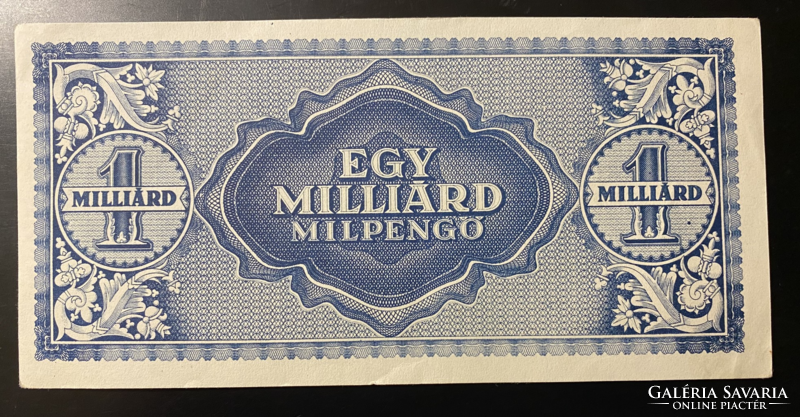 EGY
MILLIÁRD
MILPENGŐ
1
MILLIÁRD
1
MILLIÁRD
GALÉRIA SAVARIA
ONLINE PIACTÉR